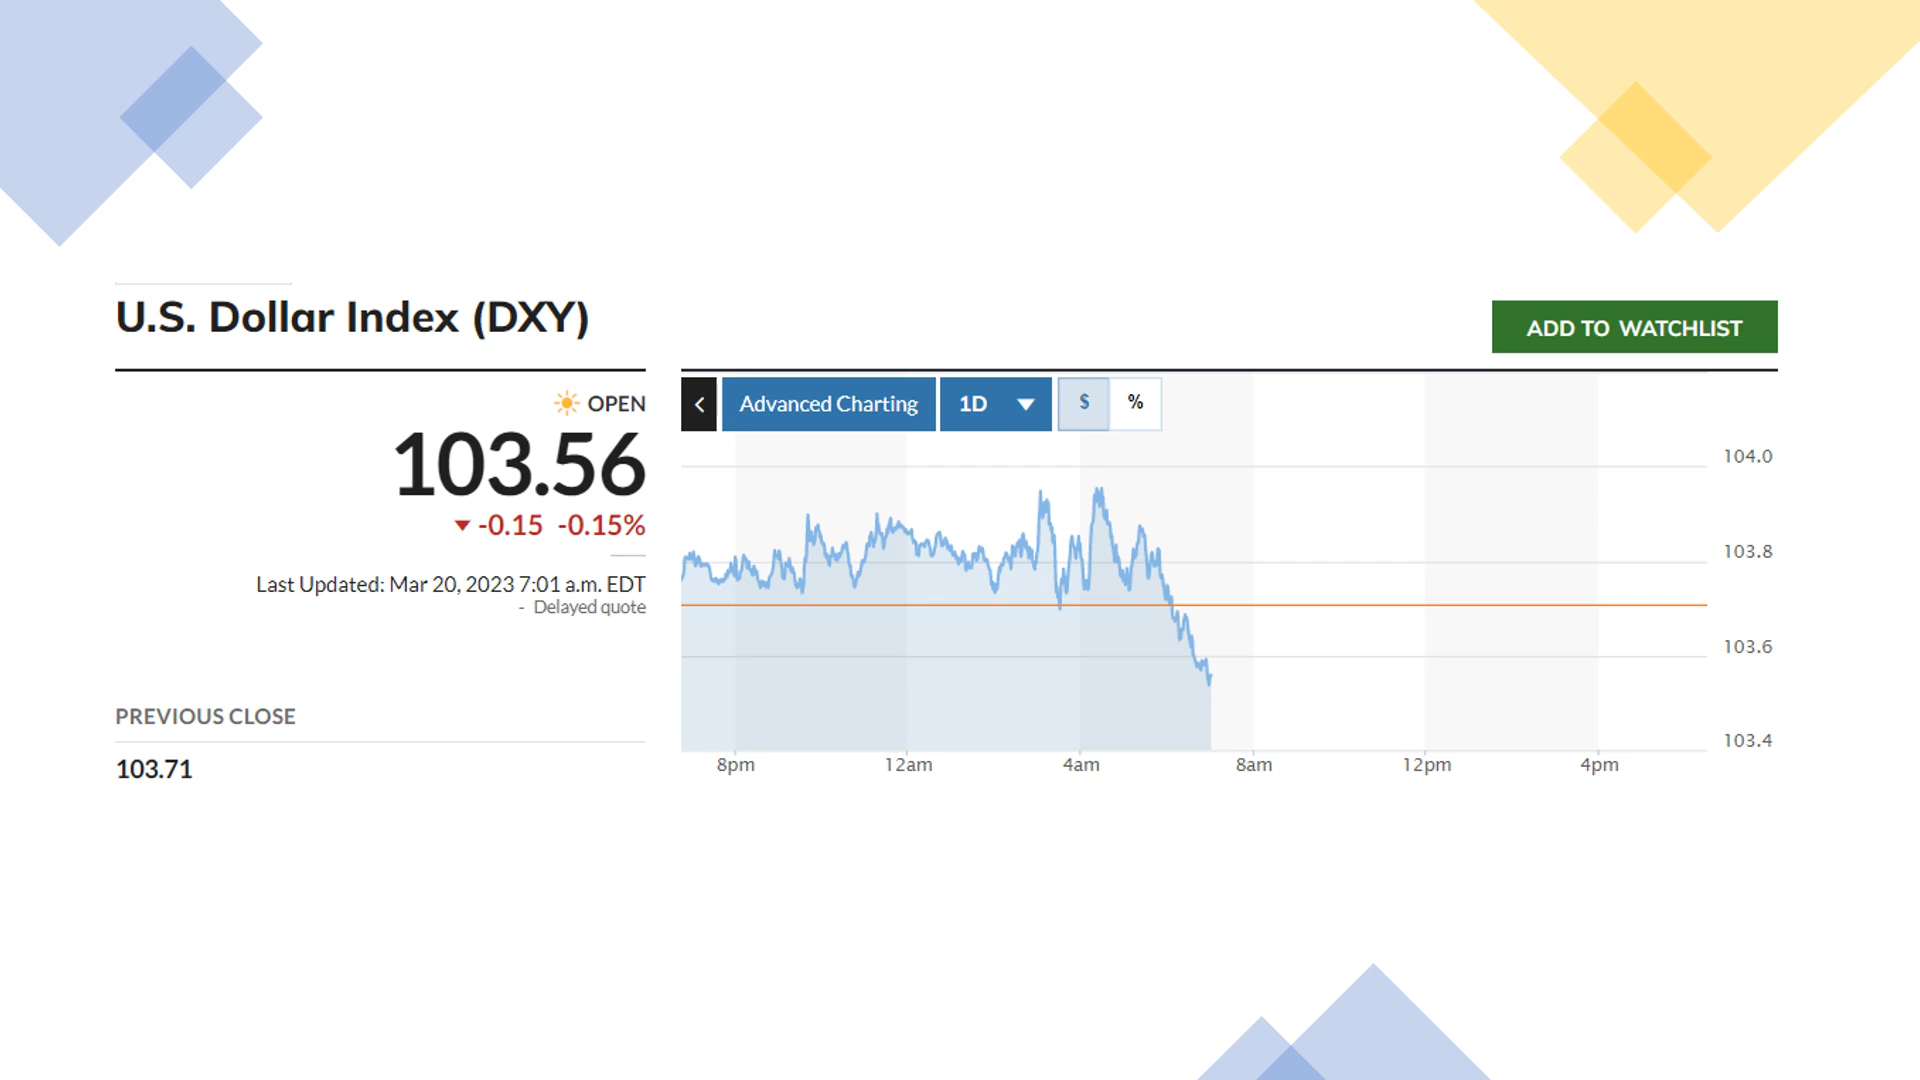 U.S. Dollar Index (DXY)
ADD TO WATCHLIST
OPEN
103.56
-0.15 -0.15%
Last Updated: Mar 20, 2023 7:01 a.m. EDT
- Delayed quote
PREVIOUS CLOSE
103.71
Advanced Charting 1D $ %
104.0
103.8
103.6
103.4
8pm 12am 4am 8am 12pm 4pm